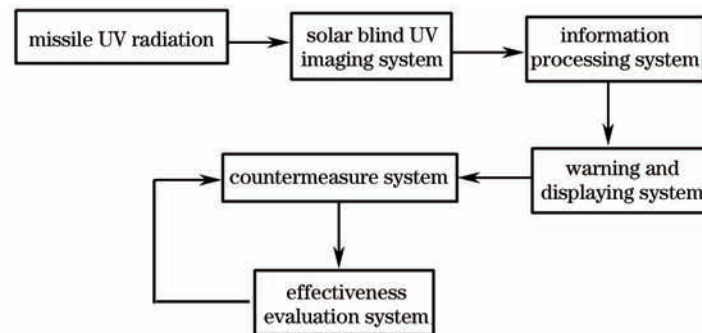 missile UV radiation
solar blind UV
imaging system
information
processing system
warning and
displaying system
countermeasure system
effectiveness
evaluation system